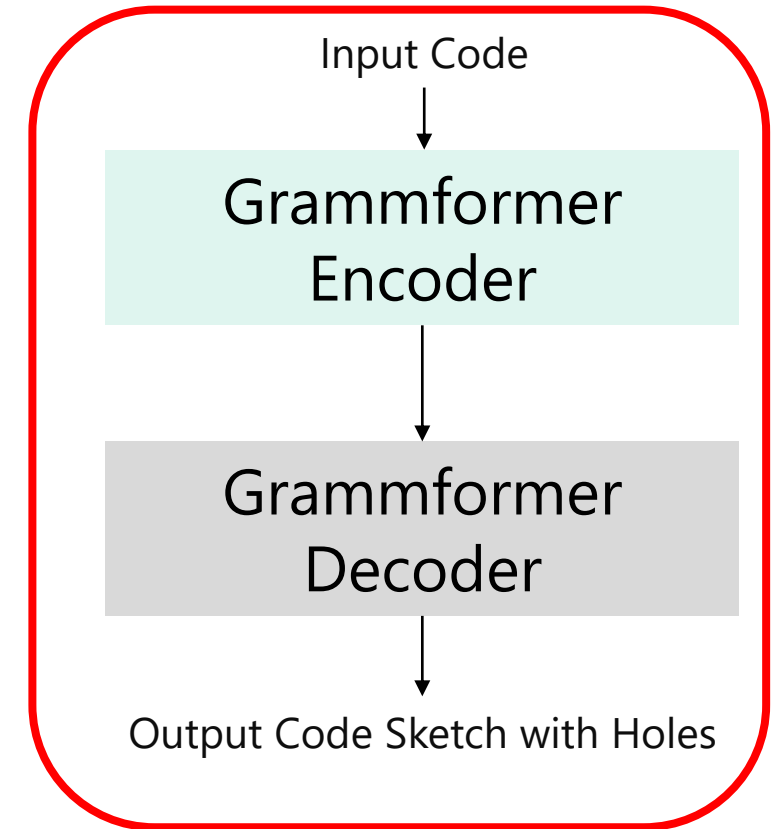 Input Code
Grammformer
Encoder
Grammformer
Decoder
Output Code Sketch with Holes